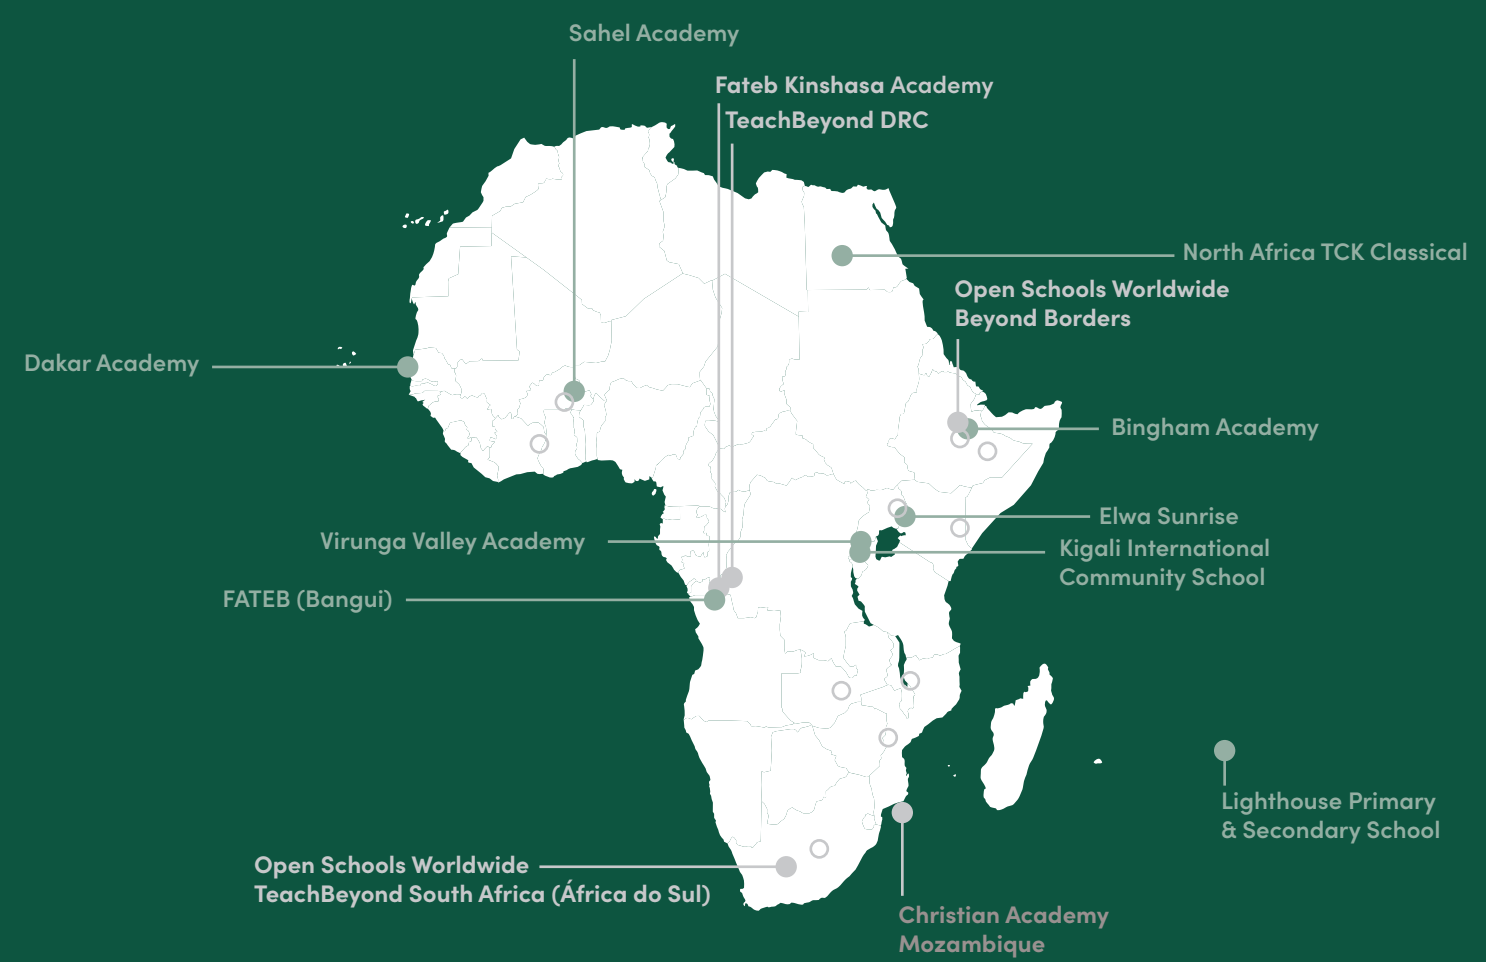 Sahel Academy
Fateb Kinshasa Academy
TeachBeyond DRC
North Africa TCK Classical
Open Schools Worldwide
Beyond Borders
Dakar Academy
Bingham Academy
Elwa Sunrise
Virunga Valley Academy
Kigali International
Community School
FATEB (Bangui)
Lighthouse Primary
& Secondary School
Open Schools Worldwide
TeachBeyond South Africa (África do Sul)
Christian Academy
Mozambique